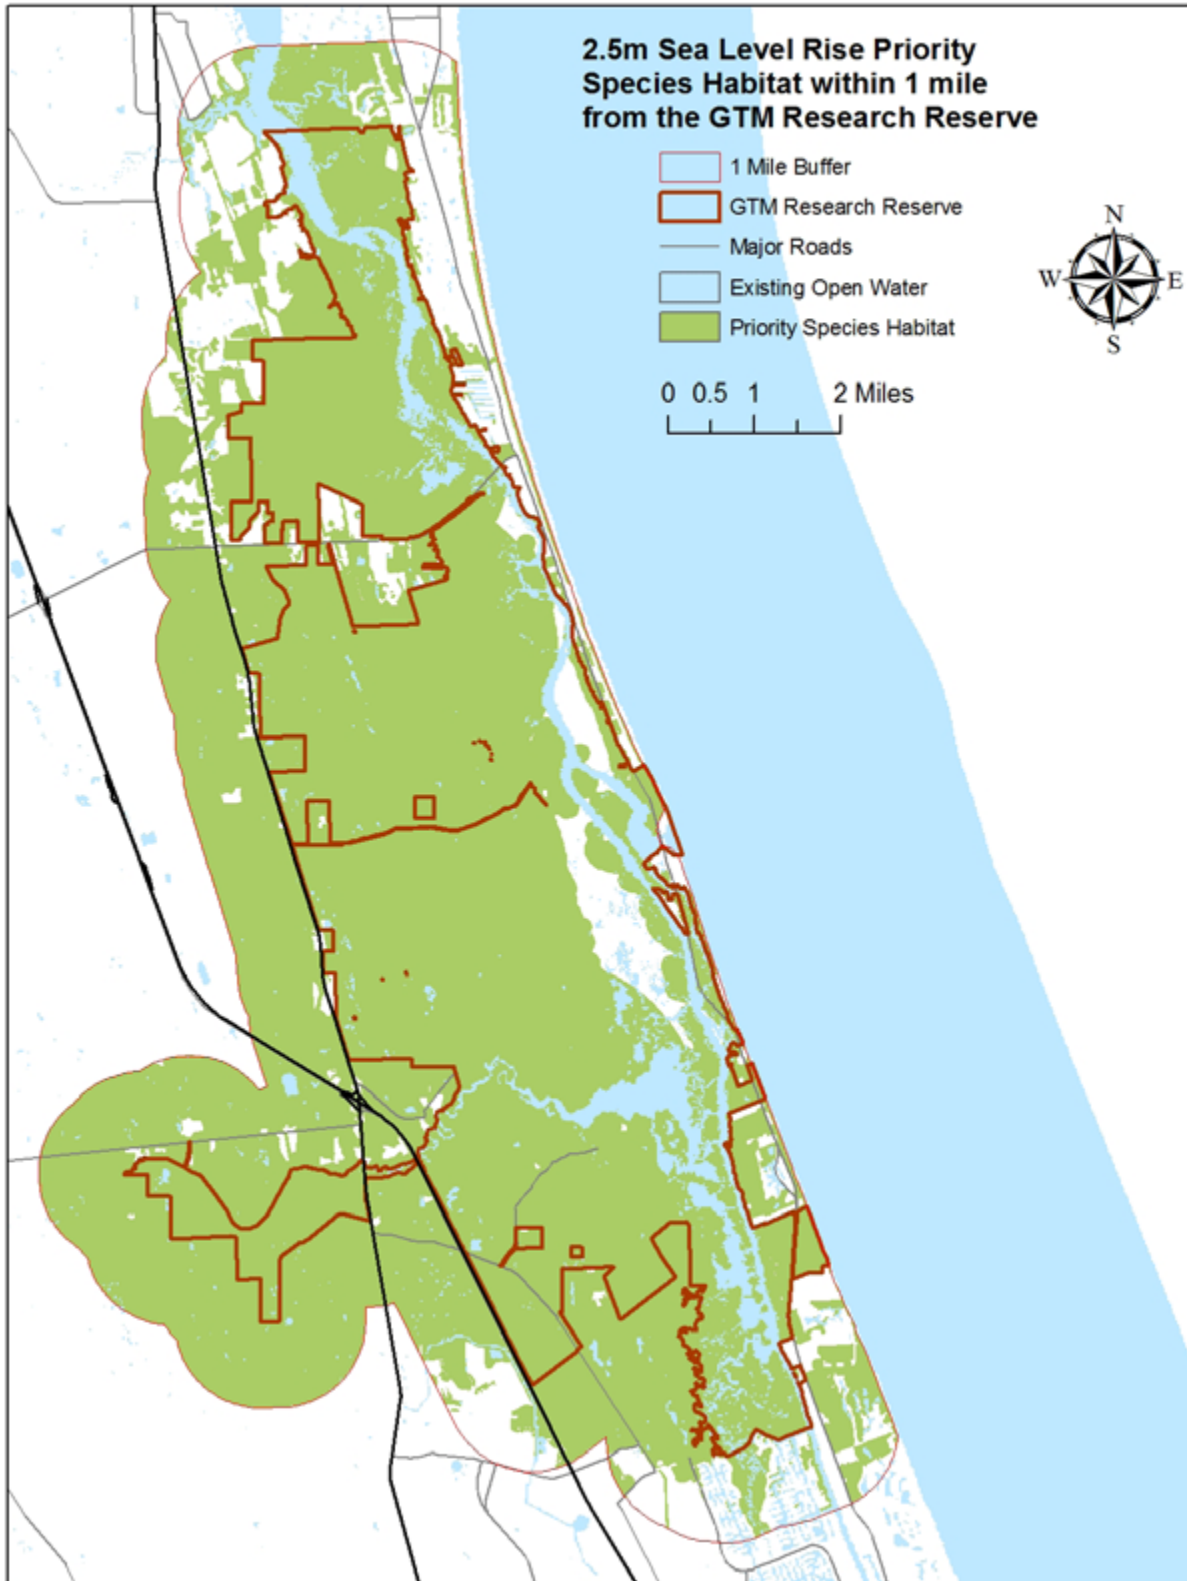 2.5m Sea Level Rise Priority
Species Habitat within 1 mile
from the GTM Research Reserve
1 Mile Buffer
GTM Research Reserve
Major Roads
Existing Open Water
Priority Species Habitat
N
W E
S
0 0.5 1 2 Miles